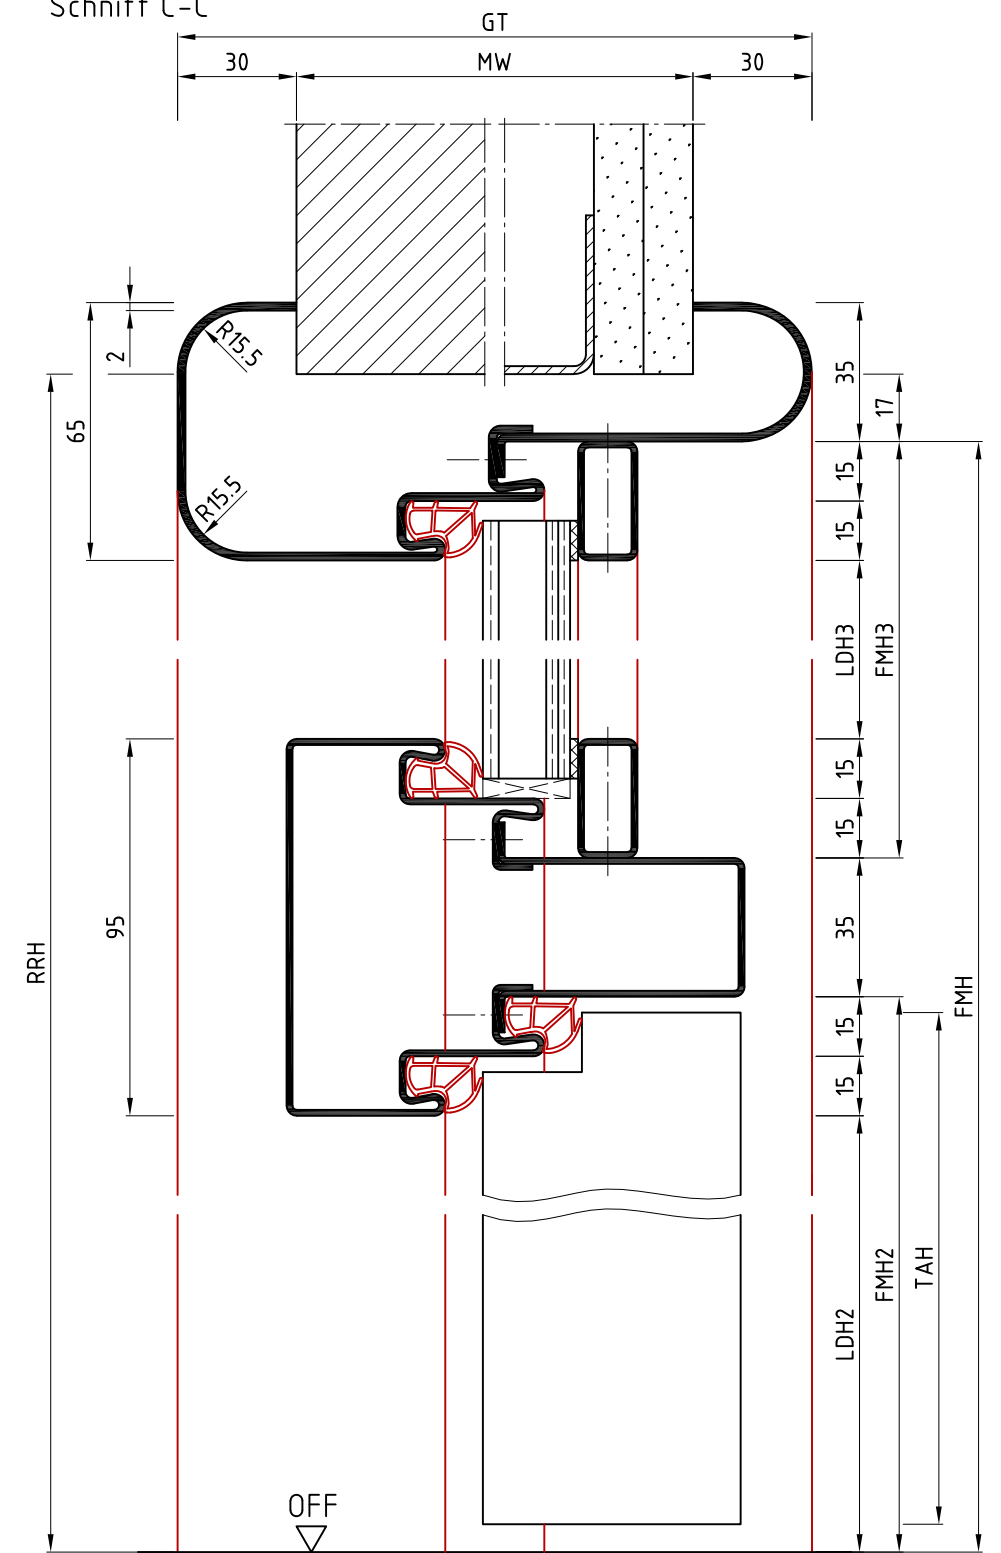 Schnitt C-C
GT
30
MW
30
2
R15.5
65
R15.5
35
17
15
15
LDH3
FMH3
15
15
95
35
RRH
FMH
15
15
LDH2
FMH2
TAH
OFF